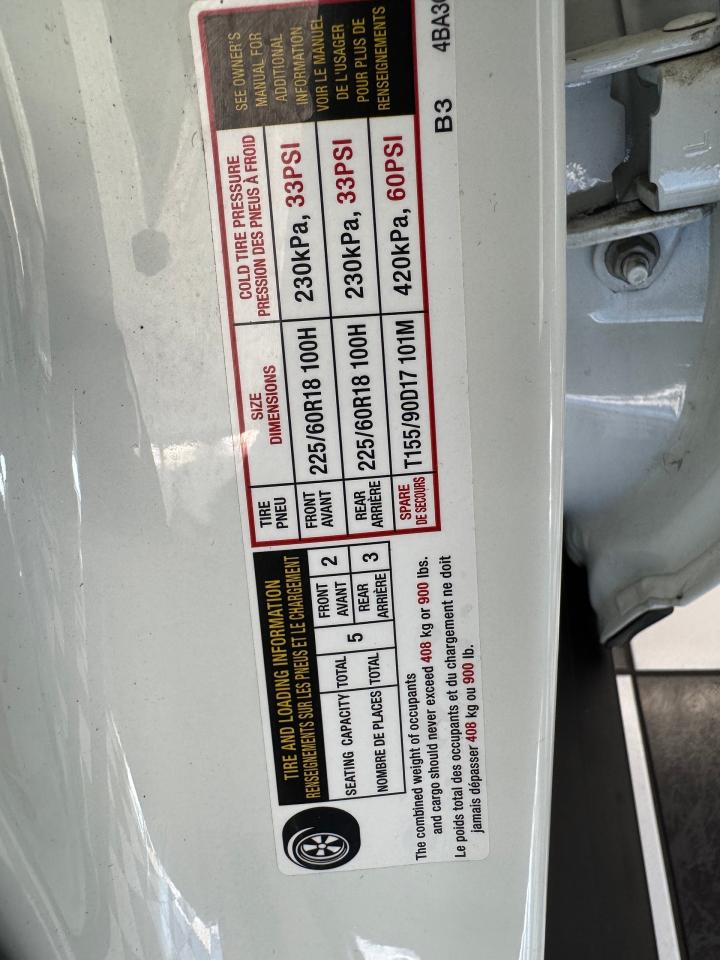 TIRE AND LOADING INFORMATION
RENSEIGNEMENTS SUR LES PNEUS ET LE CHARGEMENT
SEATING CAPACITY TOTAL 5 FRONT AVANT 2
NOMBRE DE PLACES TOTAL REAR ARRIÈRE 3
The combined weight of occupants
and cargo should never exceed 408 kg or 900 lbs.
Le poids total des occupants et du chargement ne doit
jamais dépasser 408 kg ou 900 lb.
TIRE
PNEU
SIZE
DIMENSIONS
COLD TIRE PRESSURE
PRESSION DES PNEUS À FROID
FRONT
AVANT
225/60R18 100H
230kPa, 33PSI
REAR
ARRIÈRE
225/60R18 100H
230kPa, 33PSI
SPARE
DE SECOURS
T155/90D17 101M
420kPa, 60PSI
SEE OWNER'S
MANUAL FOR
ADDITIONAL
INFORMATION
VOIR LE MANUEL
DE L'USAGER
POUR PLUS DE
RENSEIGNEMENTS
B3